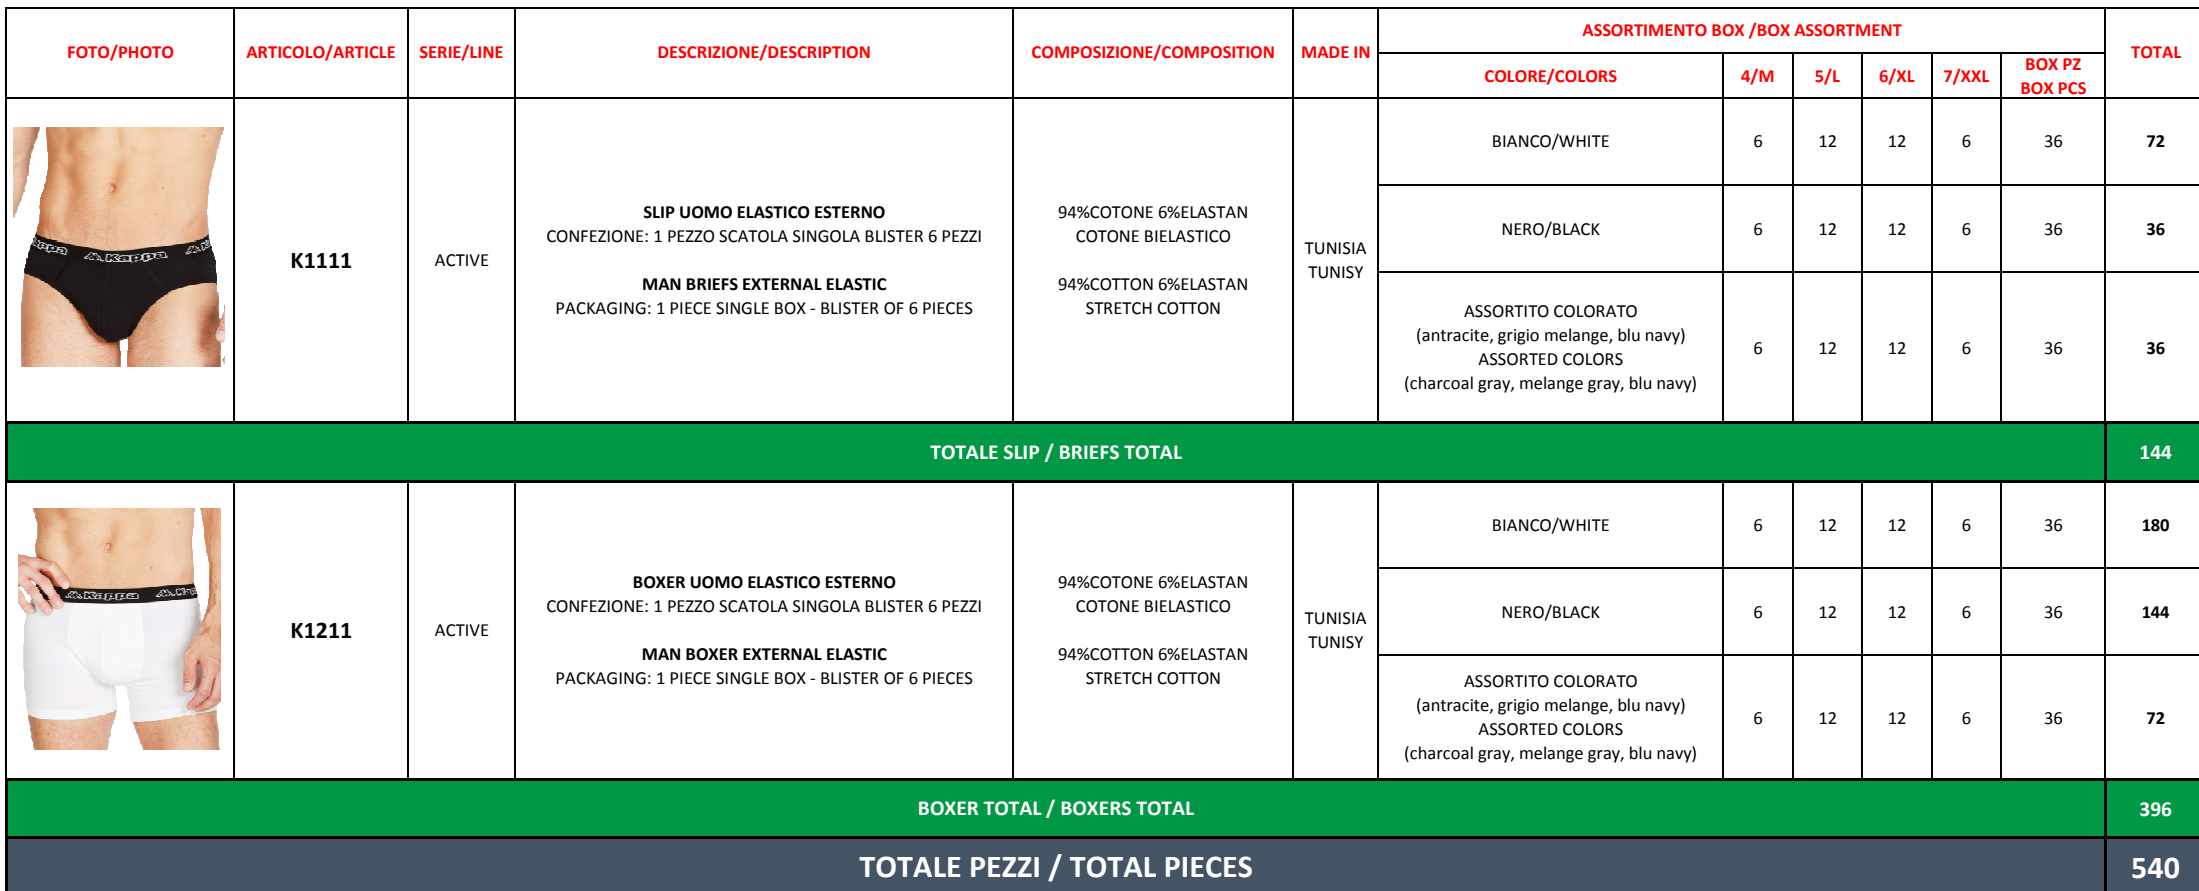 FOTO/PHOTO
ARTICOLO/ARTICLE
SERIE/LINE
DESCRIZIONE/DESCRIPTION
COMPOSIZIONE/COMPOSITION
MADE IN
ASSORTIMENTO BOX /BOX ASSORTMENT
TOTAL
COLORE/COLORS
4/M
5/L
6/XL
7/XXL
BOX PZ
BOX PCS
Kappa
K1111
ACTIVE
SLIP UOMO ELASTICO ESTERNO
CONFEZIONE: 1 PEZZO SCATOLA SINGOLA BLISTER 6 PEZZI
MAN BRIEFS EXTERNAL ELASTIC
PACKAGING: 1 PIECE SINGLE BOX - BLISTER OF 6 PIECES
94%COTONE 6%ELASTAN
COTONE BIELASTICO
94%COTTON 6%ELASTAN
STRETCH COTTON
TUNISIA
TUNISY
BIANCO/WHITE
6
12
12
6
36
72
NERO/BLACK
6
12
12
6
36
36
ASSORTITO COLORATO
(antracite, grigio melange, blu navy)
ASSORTED COLORS
(charcoal gray, melange gray, blu navy)
6
12
12
6
36
36
TOTALE SLIP / BRIEFS TOTAL
144
Kappa
K1211
ACTIVE
BOXER UOMO ELASTICO ESTERNO
CONFEZIONE: 1 PEZZO SCATOLA SINGOLA BLISTER 6 PEZZI
MAN BOXER EXTERNAL ELASTIC
PACKAGING: 1 PIECE SINGLE BOX - BLISTER OF 6 PIECES
94%COTONE 6%ELASTAN
COTONE BIELASTICO
94%COTTON 6%ELASTAN
STRETCH COTTON
TUNISIA
TUNISY
BIANCO/WHITE
6
12
12
6
36
180
NERO/BLACK
6
12
12
6
36
144
ASSORTITO COLORATO
(antracite, grigio melange, blu navy)
ASSORTED COLORS
(charcoal gray, melange gray, blu navy)
6
12
12
6
36
72
BOXER TOTAL / BOXERS TOTAL
396
TOTALE PEZZI / TOTAL PIECES
540